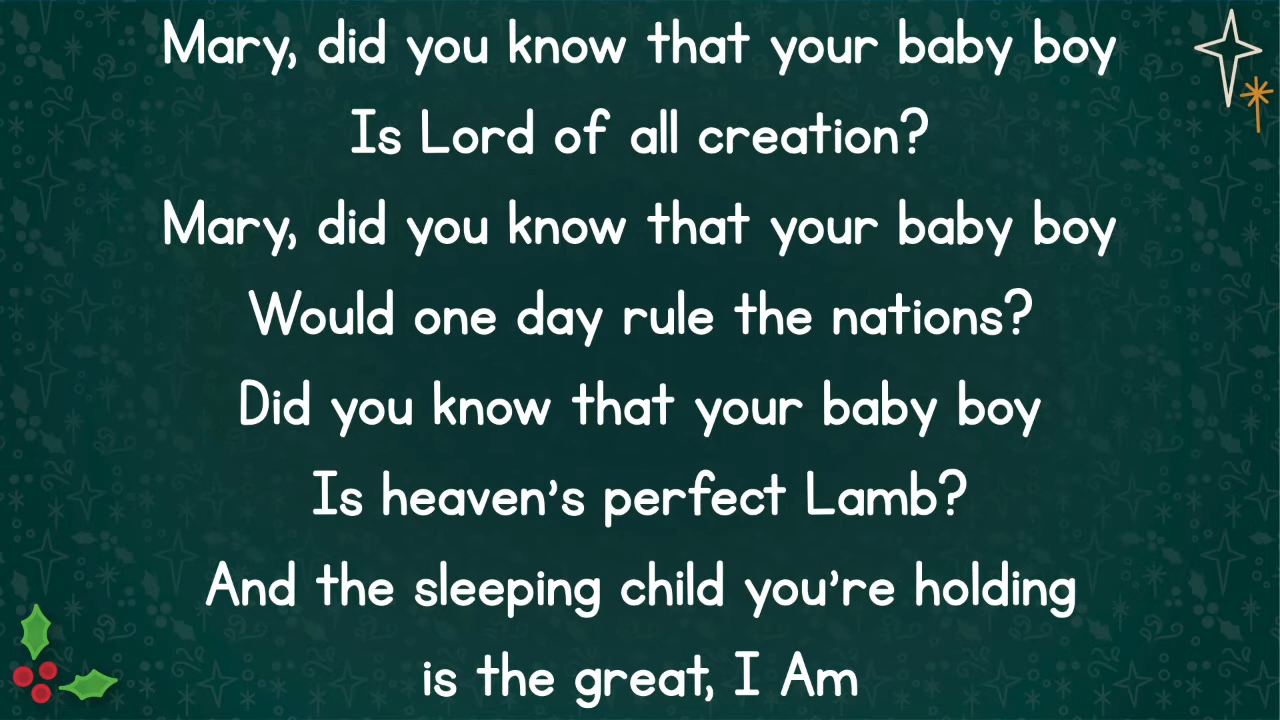 Mary, did you know that your baby boy
Is Lord of all creation?
Mary, did you know that your baby boy
Would one day rule the nations?
Did you know that your baby boy
Is heaven’s perfect Lamb?
And the sleeping child you’re holding
is the great, I Am